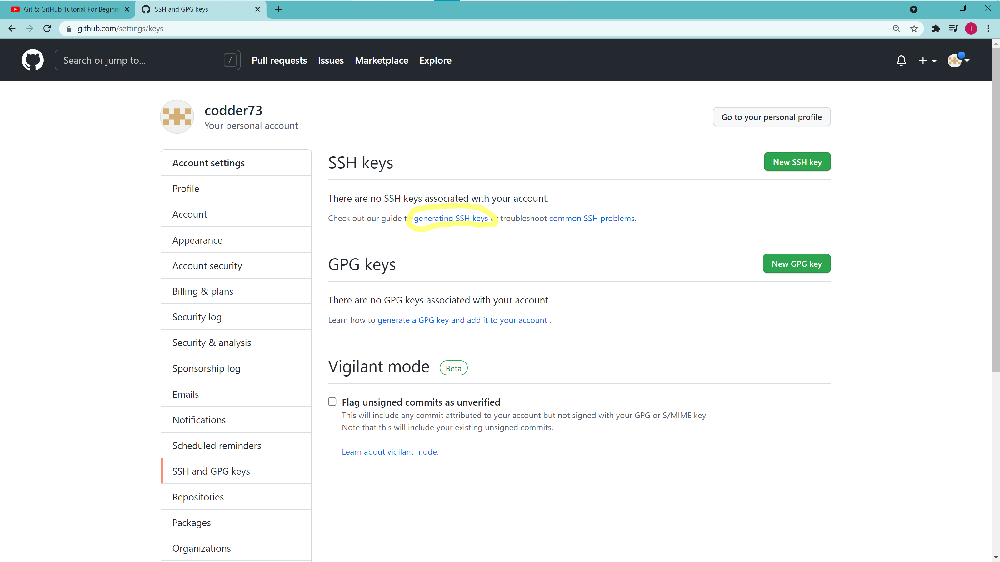 Git & GitHub Tutorial For Beginn
SSH and GPG keys
github.com/settings/keys
I
Search or jump to...
/
Pull requests
Issues
Marketplace
Explore
codder73
Your personal account
Go to your personal profile
Account settings
Profile
Account
Appearance
Account security
Billing & plans
Security log
Security & analysis
Sponsorship log
Emails
Notifications
Scheduled reminders
SSH and GPG keys
Repositories
Packages
Organizations
SSH keys
New SSH key
There are no SSH keys associated with your account.
Check out our guide t generating SSH keys or troubleshoot common SSH problems.
GPG keys
New GPG key
There are no GPG keys associated with your account.
Learn how to generate a GPG key and add it to your account .
Vigilant mode
Beta
Flag unsigned commits as unverified
This will include any commit attributed to your account but not signed with your GPG or S/MIME key.
Note that this will include your existing unsigned commits.
Learn about vigilant mode.